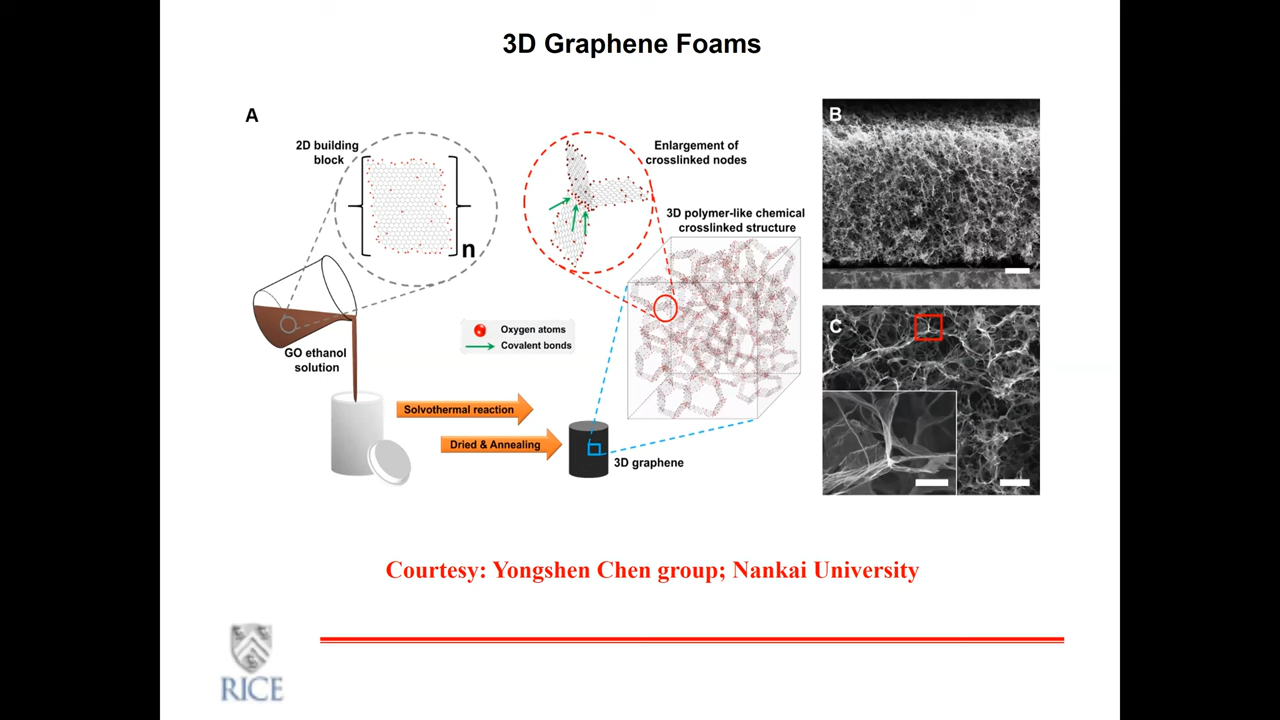 3D Graphene Foams
A
2D building
block
n
GO ethanol
solution
Enlargement of
crosslinked nodes
3D polymer-like chemical
crosslinked structure
Oxygen atoms
Covalent bonds
Solvothermal reaction
Dried & Annealing
3D graphene
B
C
Courtesy: Yongshen Chen group; Nankai University
RICE